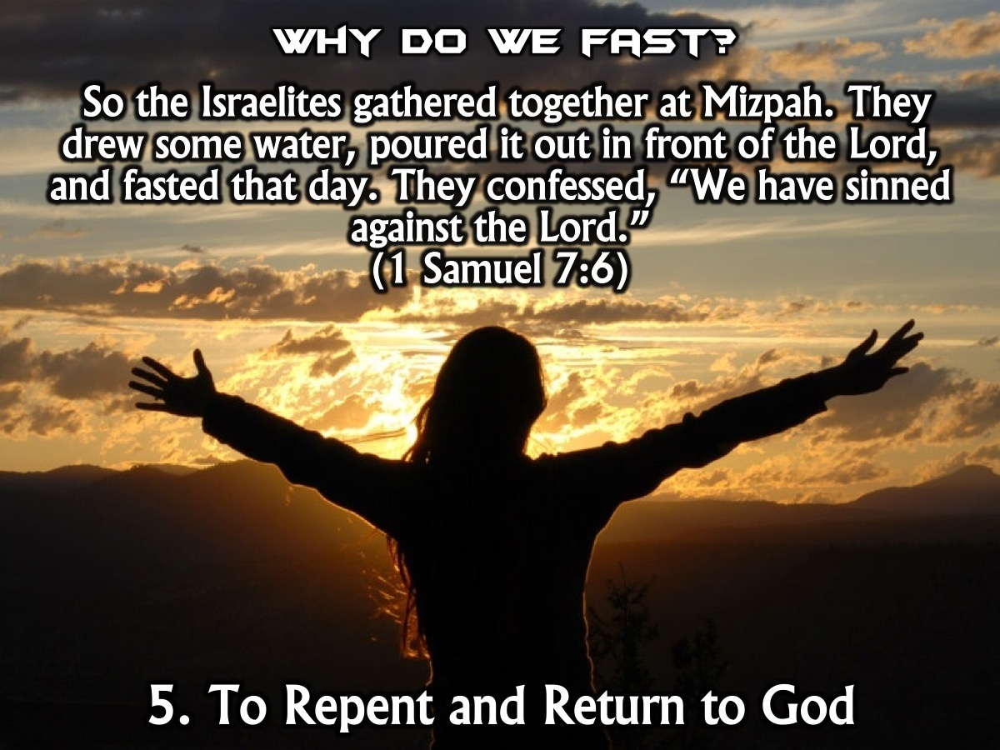 WHY DO WE FAST?
So the Israelites gathered together at Mizpah. They
drew some water, poured it out in front of the Lord,
and fasted that day. They confessed, “We have sinned
against the Lord.”
(1 Samuel 7:6)
5. To Repent and Return to God